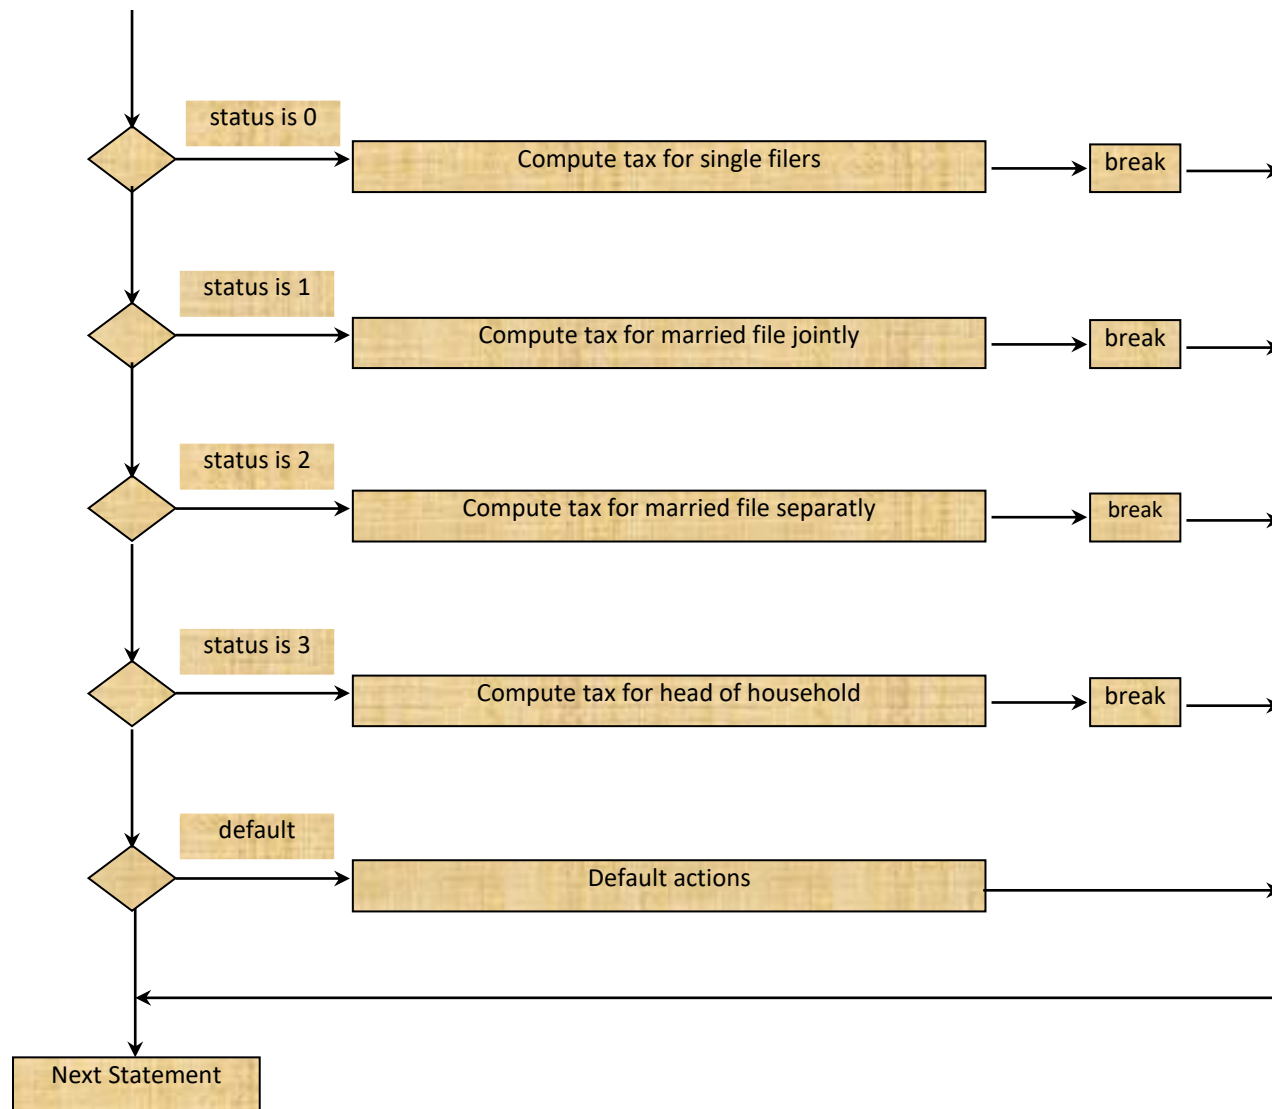 status is 0
Compute tax for single filers
break
status is 1
Compute tax for married file jointly
break
status is 2
Compute tax for married file separatly
break
status is 3
Compute tax for head of household
break
default
Default actions
Next Statement